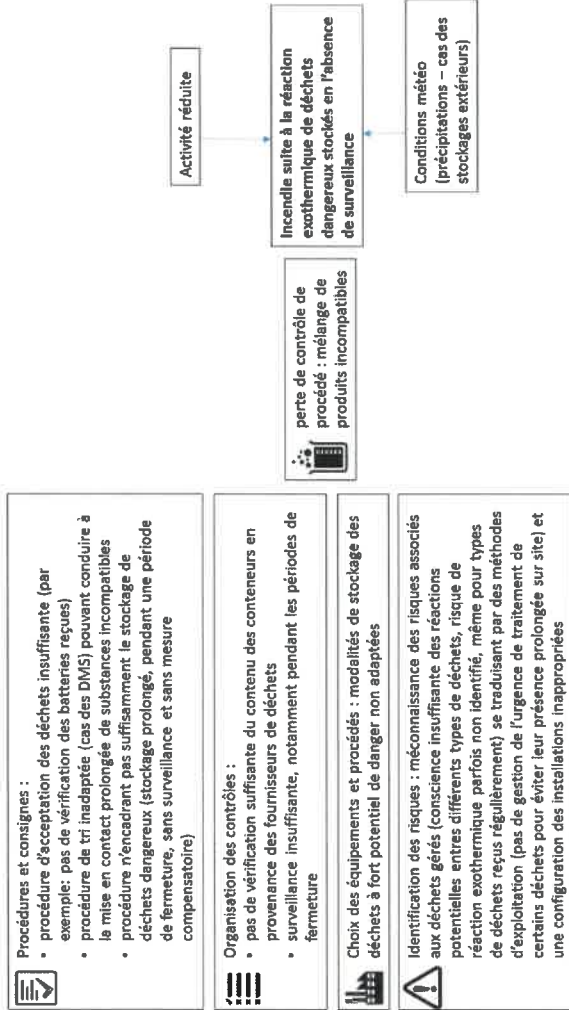 Procédures et consignes :
• procédure d'acceptation des déchets insuffisante (par
exemple: pas de vérification des batteries reçues)
• procédure de tri inadaptée (cas des DMS) pouvant conduire à
la mise en contact prolongée de substances incompatibles
• procédure n'encadrant pas suffisamment le stockage de
déchets dangereux (stockage prolongé, pendant une période
de fermeture, sans surveillance et sans mesure
compensatoire)
Organisation des contrôles :
• pas de vérification suffisante du contenu des conteneurs en
provenance des fournisseurs de déchets
• surveillance insuffisante, notamment pendant les périodes de
fermeture
Choix des équipements et procédés : modalités de stockage des
déchets à fort potentiel de danger non adaptées
Identification des risques : méconnaissance des risques associés
aux déchets gérés (conscience insuffisante des réactions
potentielles entres différents types de déchets, risque de
réaction exothermique parfois non identifié, même pour types
de déchets reçus régulièrement) se traduisant par des méthodes
d'exploitation (pas de gestion de l'urgence de traitement de
certains déchets pour éviter leur présence prolongée sur site) et
une configuration des installations inappropriées
perte de contrôle de
procédé : mélange de
produits incompatibles
Activité réduite
Incendie suite à la réaction
exothermique de déchets
dangereux stockés en l'absence
de surveillance
Conditions météo
(précipitations – cas des
stockages extérieurs)